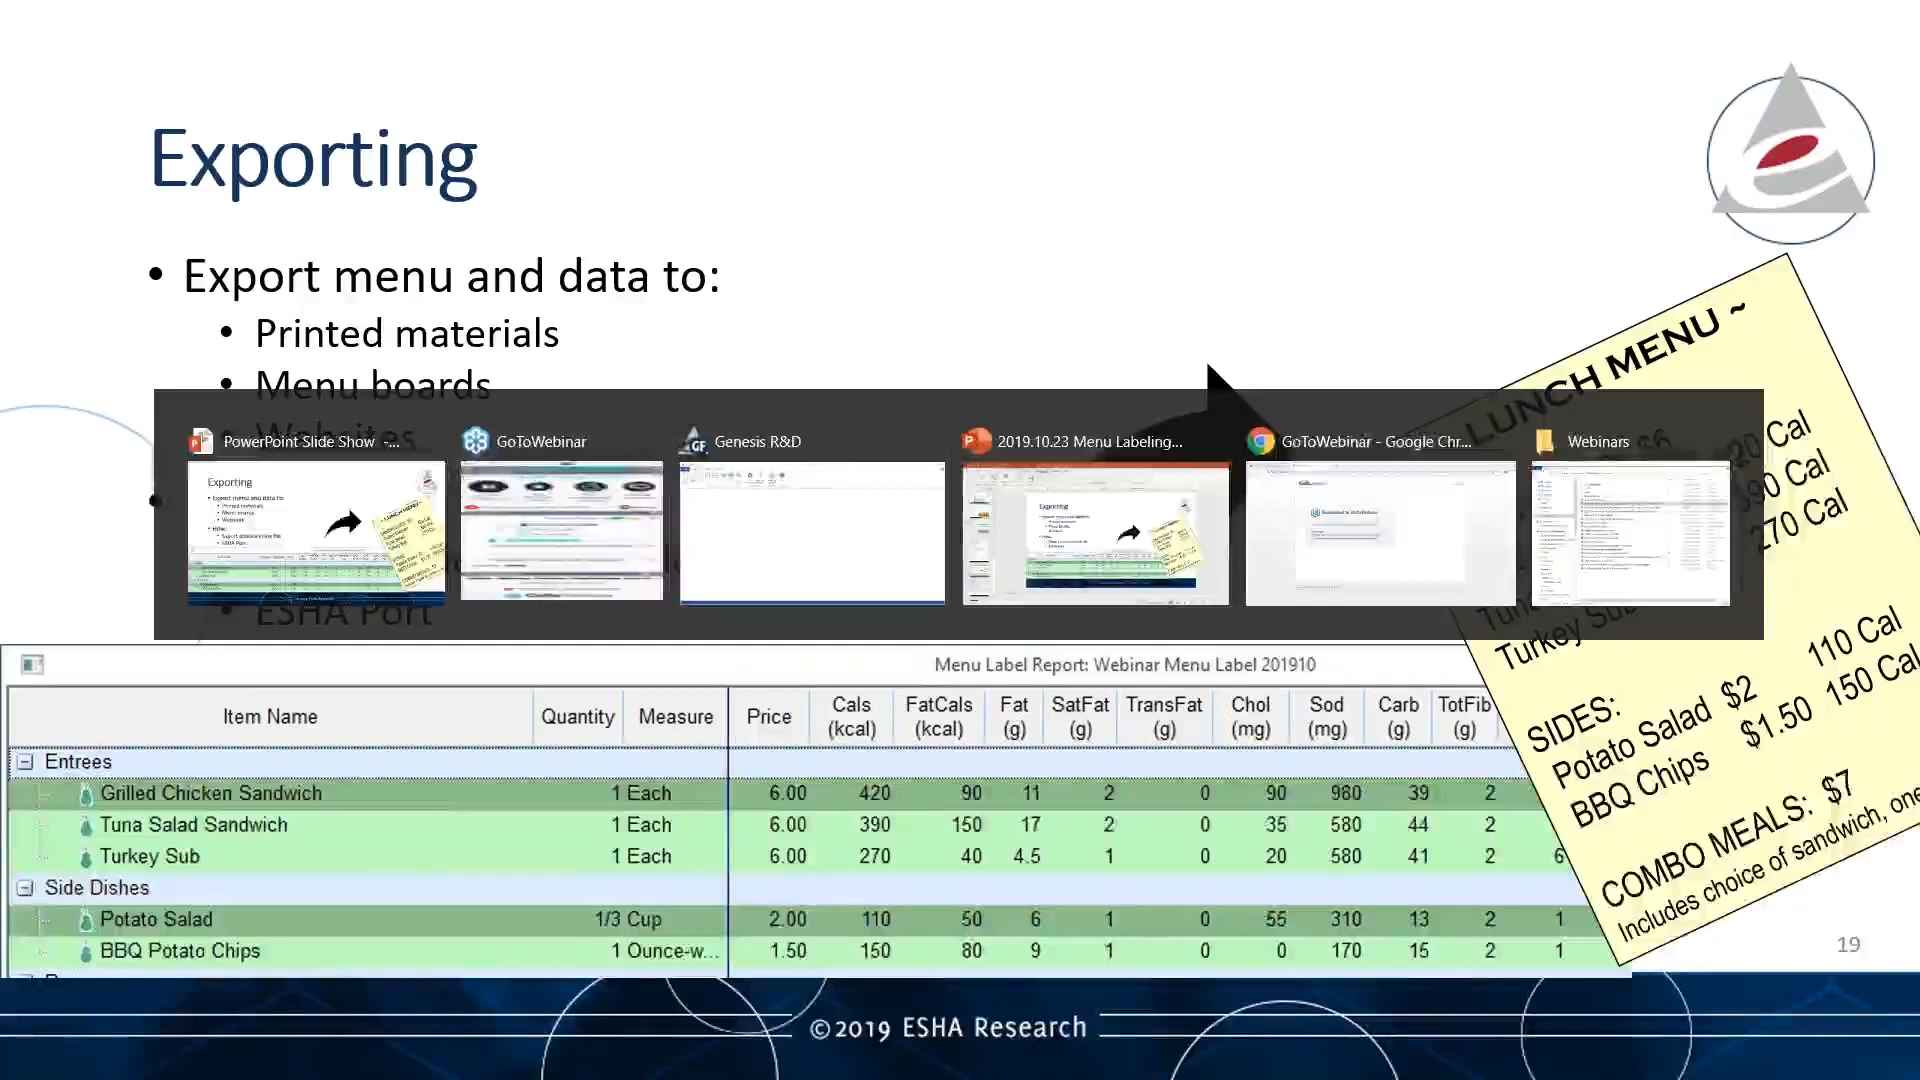 Exporting
• Export menu and data to:
• Printed materials
• Menu boards
Websites
• ESHA Port
PowerPoint Slide Show -...
GoToWebinar
Genesis R&D
2019.10.23 Menu Labeling...
GoToWebinar - Google Chr...
Webinars
LUNCH MENU ~
Cal
90 Cal
270 Cal
Turkey Sub
110 Cal
SIDES:
Potato Salad $2
BBQ Chips $1.50 150 Cal
COMBO MEALS: $7
Includes choice of sandwich, one
Menu Label Report: Webinar Menu Label 201910
Item Name Quantity Measure Price Cals (kcal) FatCals (kcal) Fat (g) SatFat (g) TransFat (g) Chol (mg) Sod (mg) Carb (g) TotFib (g)
Entrees
Grilled Chicken Sandwich 1 Each 6.00 420 90 11 2 0 90 980 39 2
Tuna Salad Sandwich 1 Each 6.00 390 150 17 2 0 35 580 44 2
Turkey Sub 1 Each 6.00 270 40 4.5 1 0 20 580 41 2 6
Side Dishes
Potato Salad 1/3 Cup 2.00 110 50 6 1 0 55 310 13 2 1
BBQ Potato Chips 1 Ounce-w... 1.50 150 80 9 1 0 0 170 15 2 1
19
©2019 ESHA Research